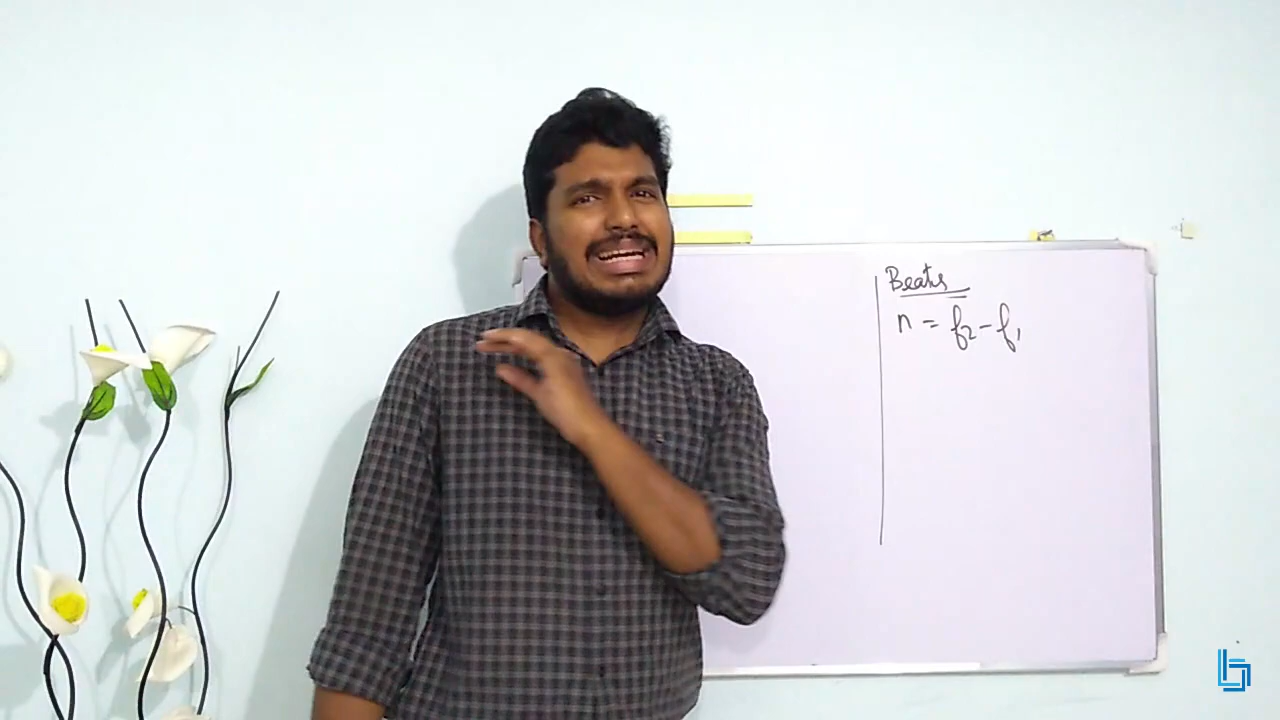 Beats
n = f₂ - f₁